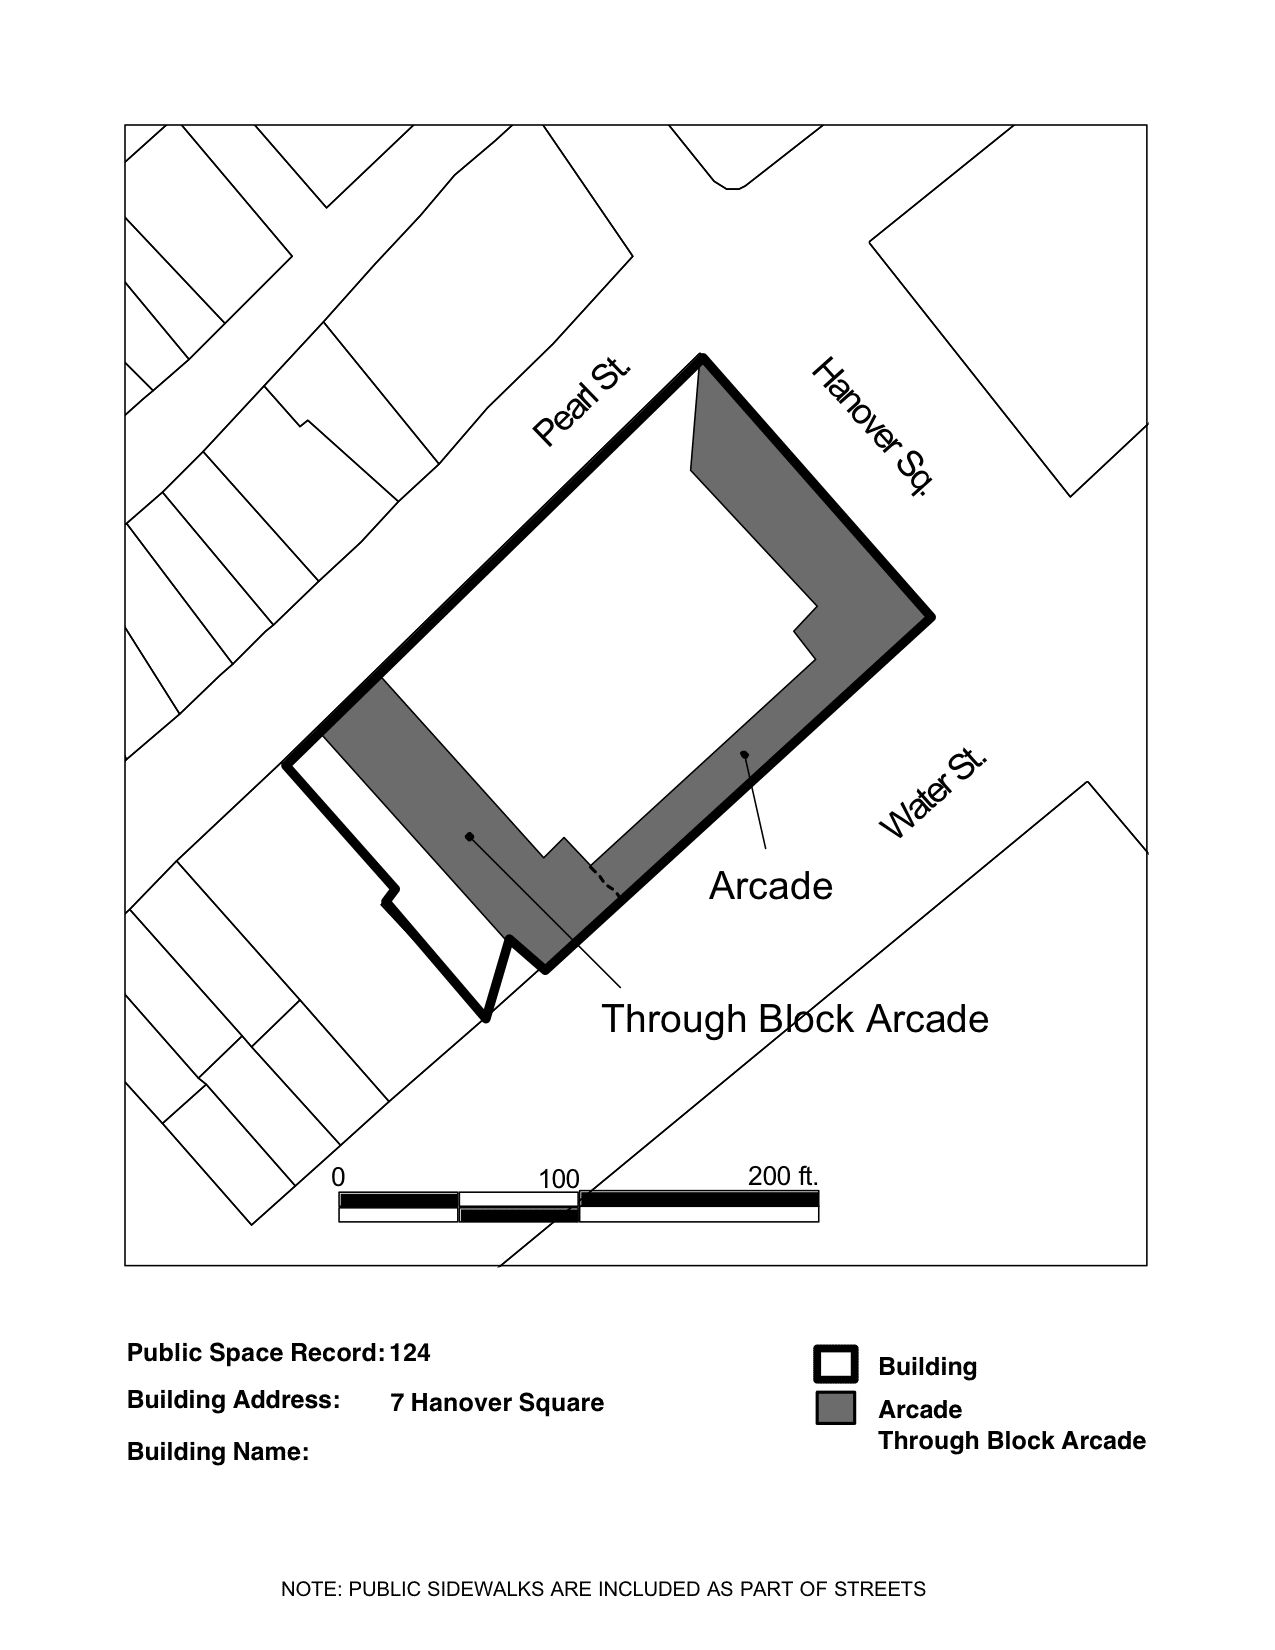 Pearl St.
Hanover Sq.
Water St.
Arcade
Through Block Arcade
0 100 200 ft.
Public Space Record: 124
Building Address: 7 Hanover Square
Building Name:
Building
Arcade
Through Block Arcade
NOTE: PUBLIC SIDEWALKS ARE INCLUDED AS PART OF STREETS